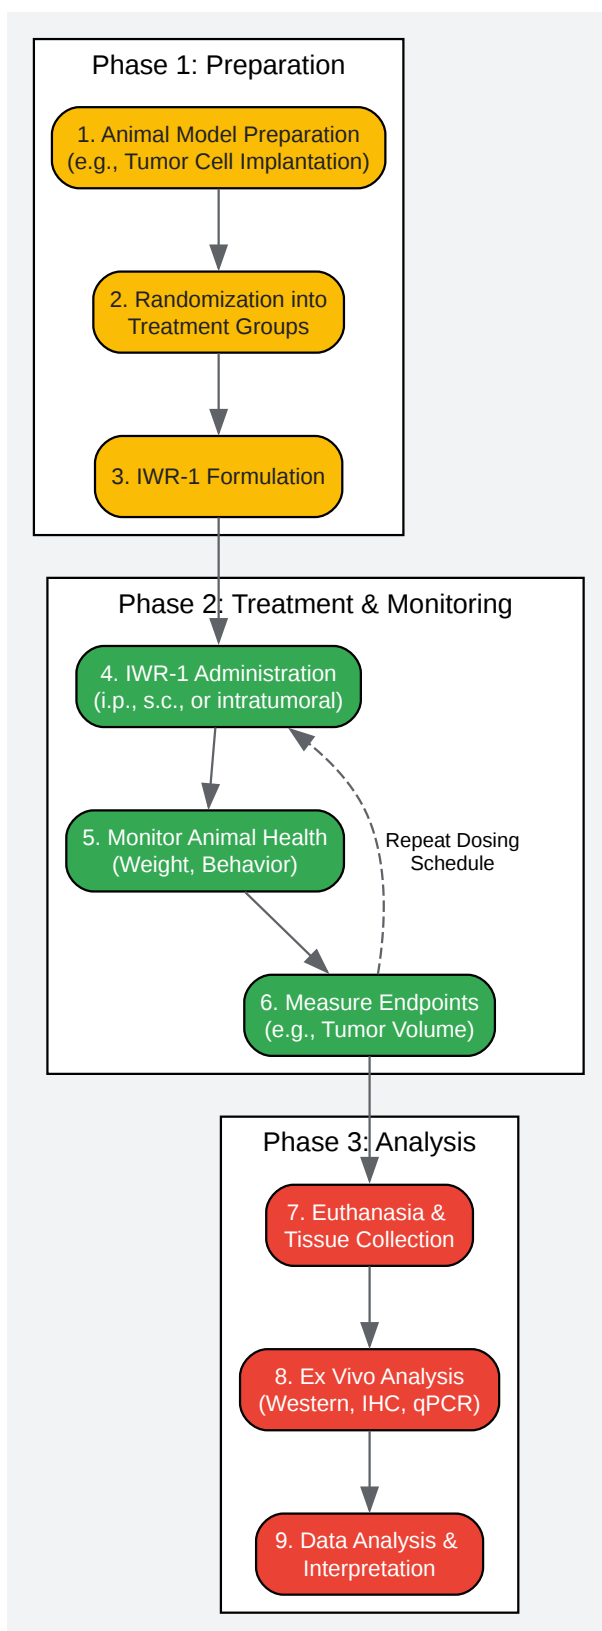 Phase 1: Preparation
1. Animal Model Preparation
(e.g., Tumor Cell Implantation)
2. Randomization into
Treatment Groups
3. IWR-1 Formulation
Phase 2: Treatment & Monitoring
4. IWR-1 Administration
(i.p., s.c., or intratumoral)
5. Monitor Animal Health
(Weight, Behavior)
Repeat Dosing
Schedule
6. Measure Endpoints
(e.g., Tumor Volume)
Phase 3: Analysis
7. Euthanasia &
Tissue Collection
8. Ex Vivo Analysis
(Western, IHC, qPCR)
9. Data Analysis &
Interpretation